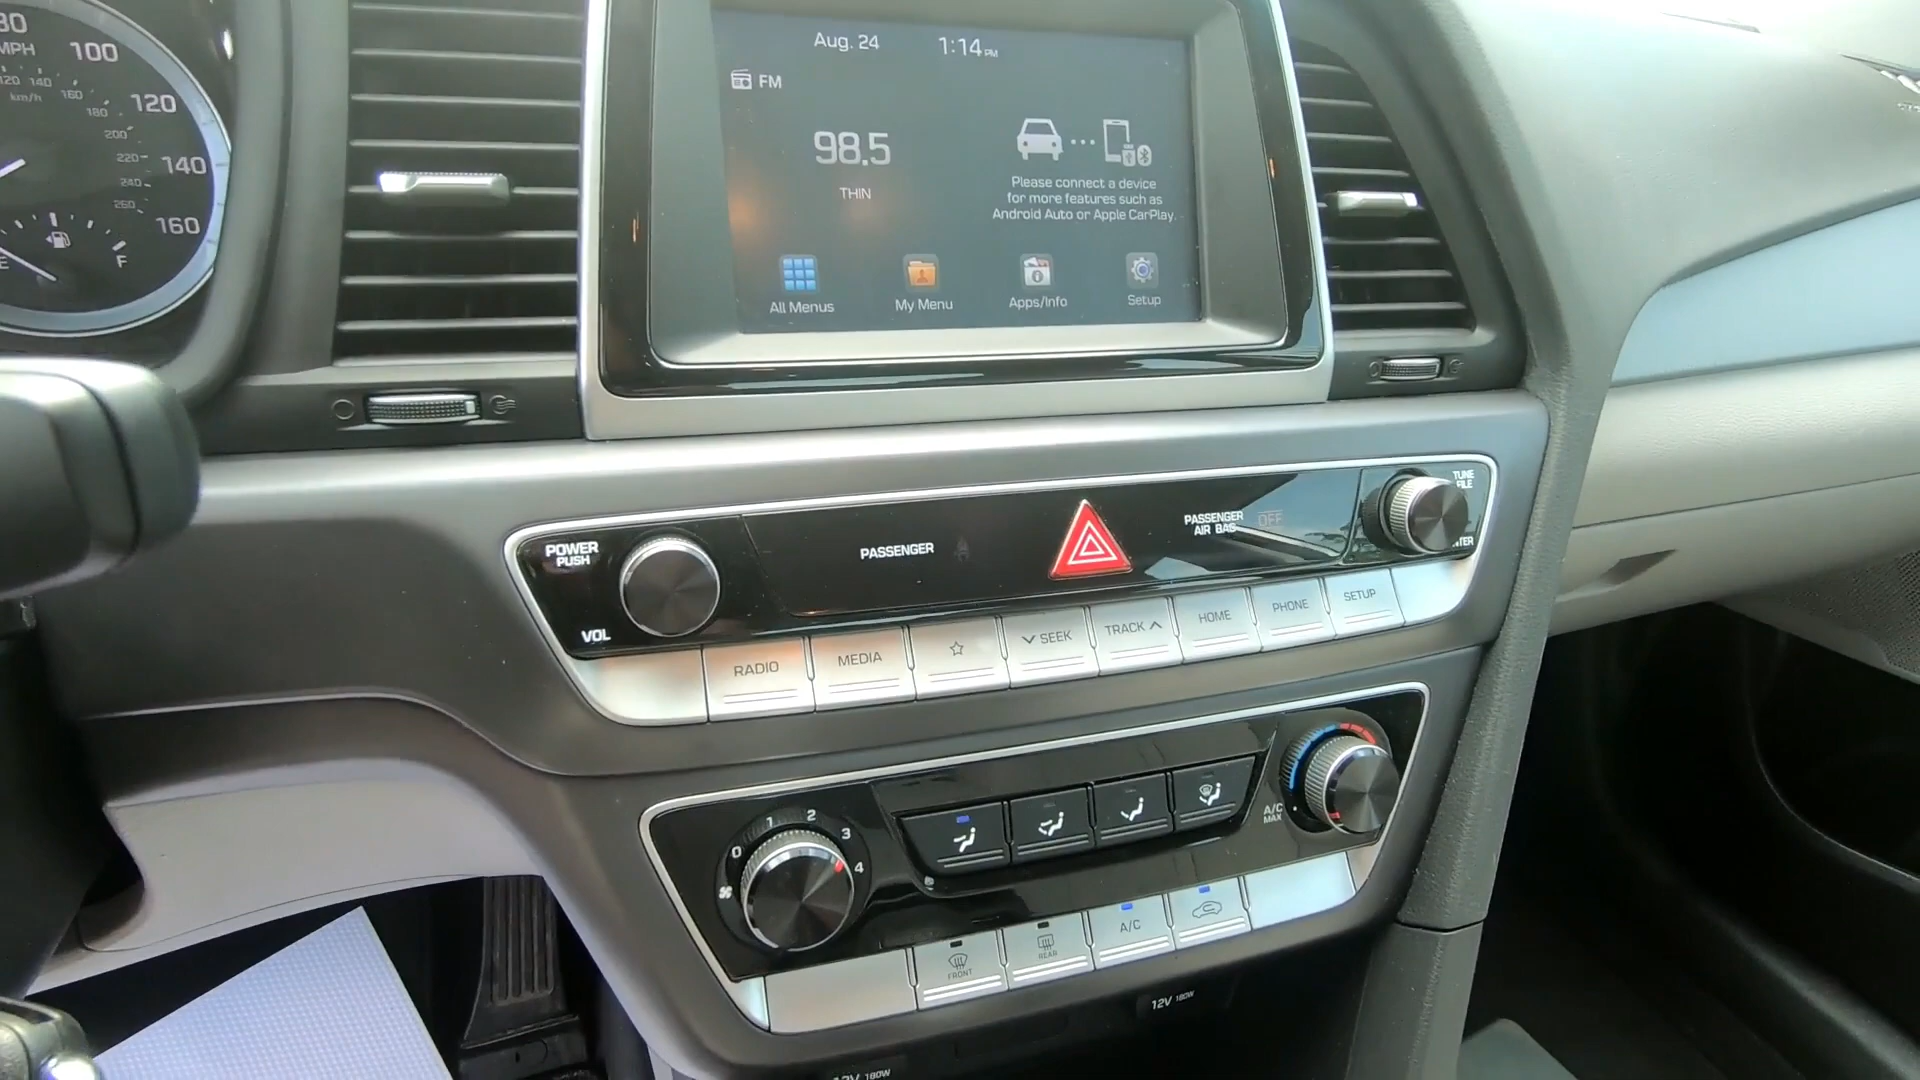 80
MPH
100
120
140
160
120 140 160 180 200 220 240 260
km/h
E
F
Aug. 24 1:14 PM
FM
98.5
THIN
Please connect a device
for more features such as
Android Auto or Apple CarPlay.
All Menus My Menu Apps/Info Setup
POWER
PUSH
VOL
PASSENGER
PASSENGER
AIR BAG OFF
TUNE
FILE
RADIO MEDIA SEEK TRACK HOME PHONE SETUP
0 1 2 3 4
A/C
MAX
FRONT
REAR
A/C
12V 180W
12V 180W